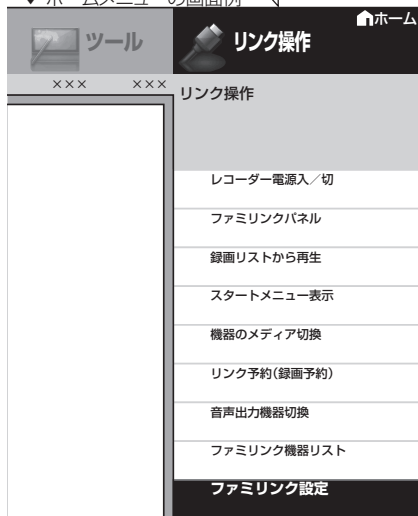 ▼ ホームメニューの画面例
ホーム
ツール
リンク操作
××× ×××
リンク操作
レコーダー電源入／切
ファミリンクパネル
録画リストから再生
スタートメニュー表示
機器のメディア切換
リンク予約(録画予約)
音声出力機器切換
ファミリンク機器リスト
ファミリンク設定